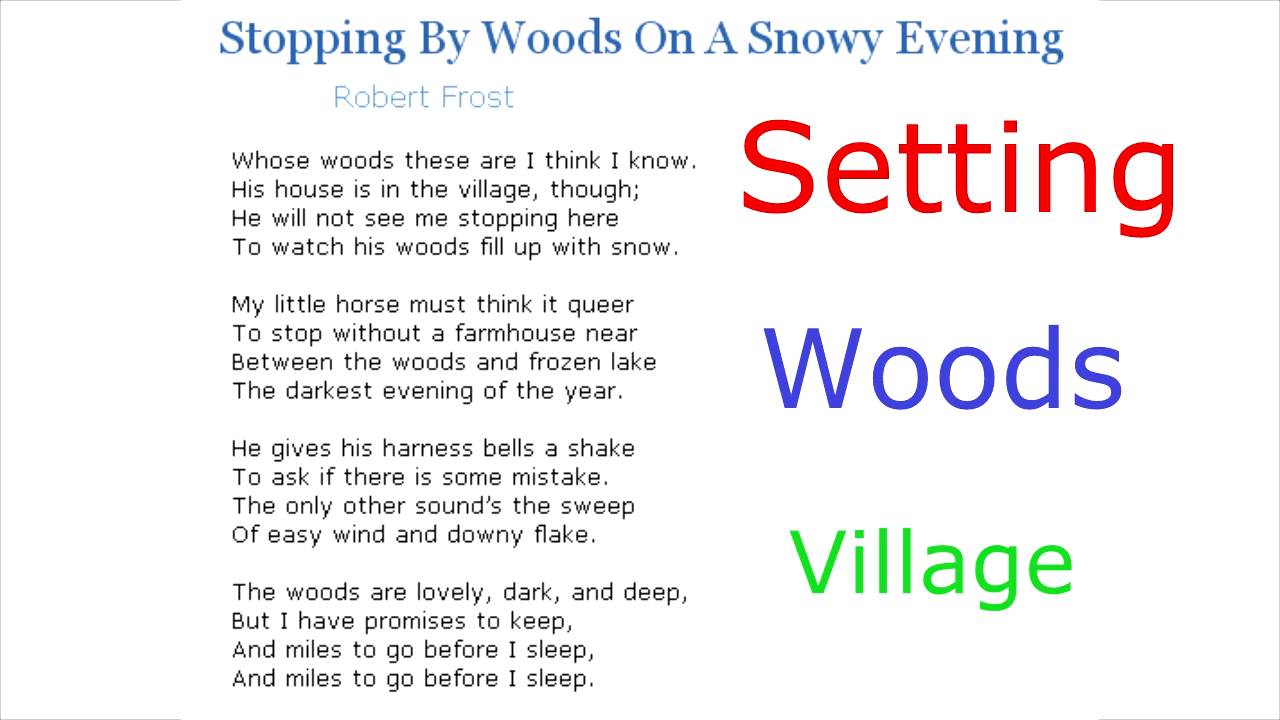 Stopping By Woods On A Snowy Evening
Robert Frost
Whose woods these are I think I know.
His house is in the village, though;
He will not see me stopping here
To watch his woods fill up with snow.
My little horse must think it queer
To stop without a farmhouse near
Between the woods and frozen lake
The darkest evening of the year.
He gives his harness bells a shake
To ask if there is some mistake.
The only other sound’s the sweep
Of easy wind and downy flake.
The woods are lovely, dark, and deep,
But I have promises to keep,
And miles to go before I sleep,
And miles to go before I sleep.
Setting
Woods
Village